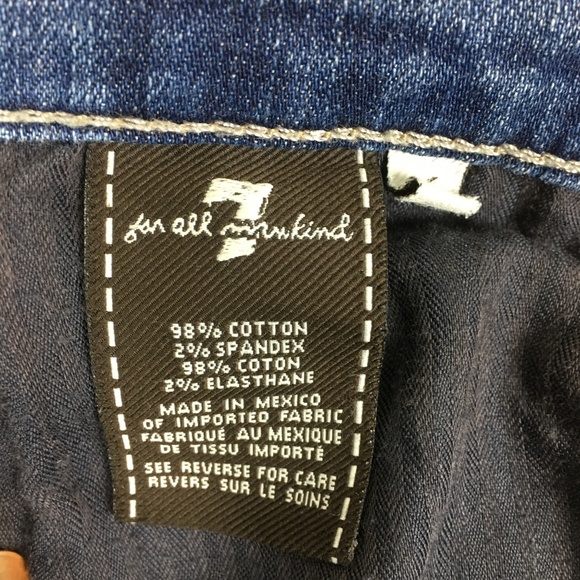 7
for all mankind
98% COTTON
2% SPANDEX
98% COTON
2% ELASTHANE
MADE IN MEXICO
OF IMPORTED FABRIC
FABRIQUÉ AU MEXIQUE
DE TISSU IMPORTÉ
SEE REVERSE FOR CARE
REVERS SUR LE SOINS